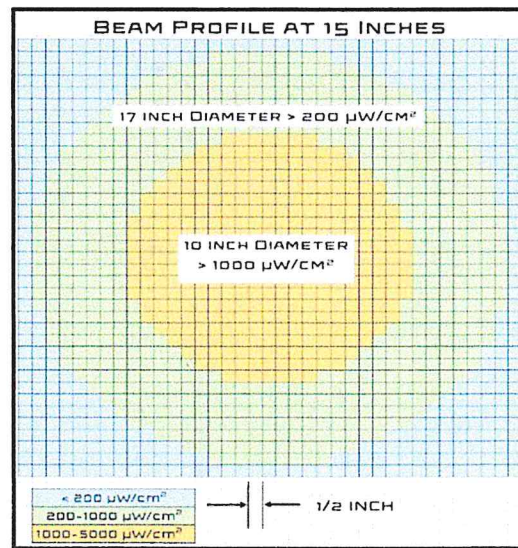 BEAM PROFILE AT 15 INCHES
17 INCH DIAMETER > 200 µW/CM²
10 INCH DIAMETER
> 1000 µW/CM²
< 200 µW/cm²
200-1000 µW/cm²
1000-5000 µW/cm²
1/2 INCH